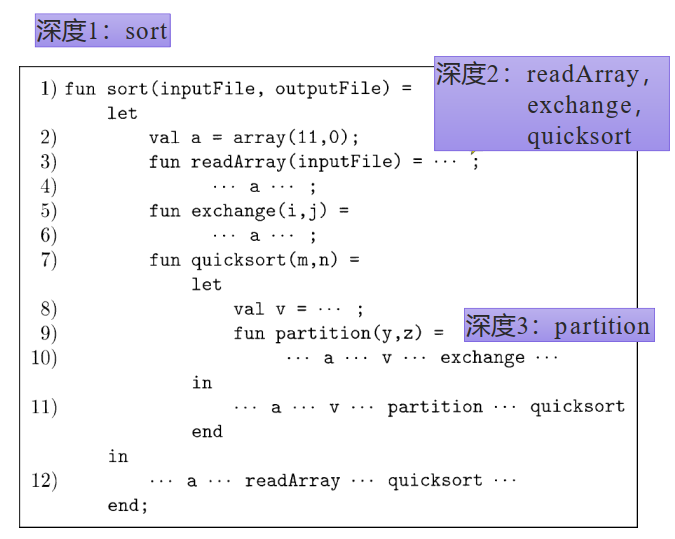 深度1：sort
深度2：readArray，
exchange，
quicksort
1) fun sort(inputFile, outputFile) =
let
2) val a = array(11,0);
3) fun readArray(inputFile) = ··· ;
4) ··· a ··· ;
5) fun exchange(i,j) =
6) ··· a ··· ;
7) fun quicksort(m,n) =
let
8) val v = ··· ;
9) fun partition(y,z) =
深度3：partition
10) ··· a ··· v ··· exchange ···
in
11) ··· a ··· v ··· partition ··· quicksort
end
in
12) ··· a ··· readArray ··· quicksort ···
end;